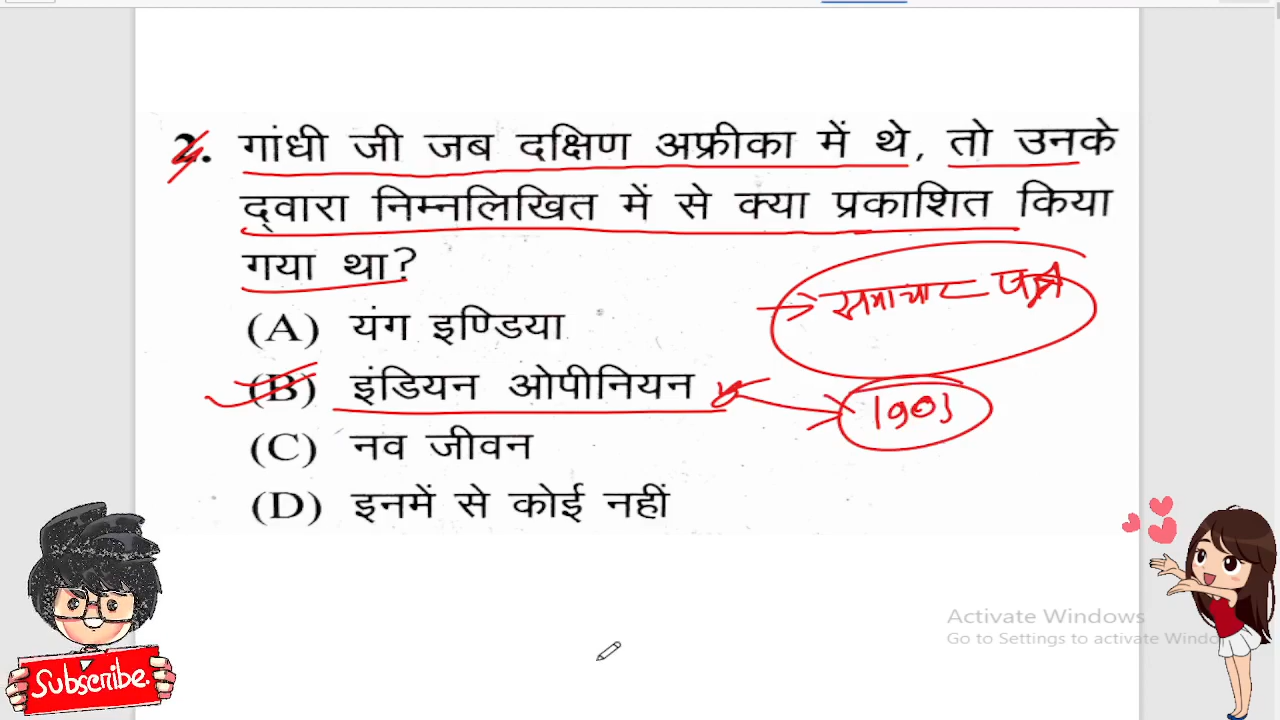 2. गांधी जी जब दक्षिण अफ्रीका में थे, तो उनके
द्वारा निम्नलिखित में से क्या प्रकाशित किया
गया था?
समाचार पत्र
(A) यंग इण्डिया
(B) इंडियन ओपीनियन
1903
(C) नव जीवन
(D) इनमें से कोई नहीं
Activate Windows
Go to Settings to activate Windo
Subscribe.